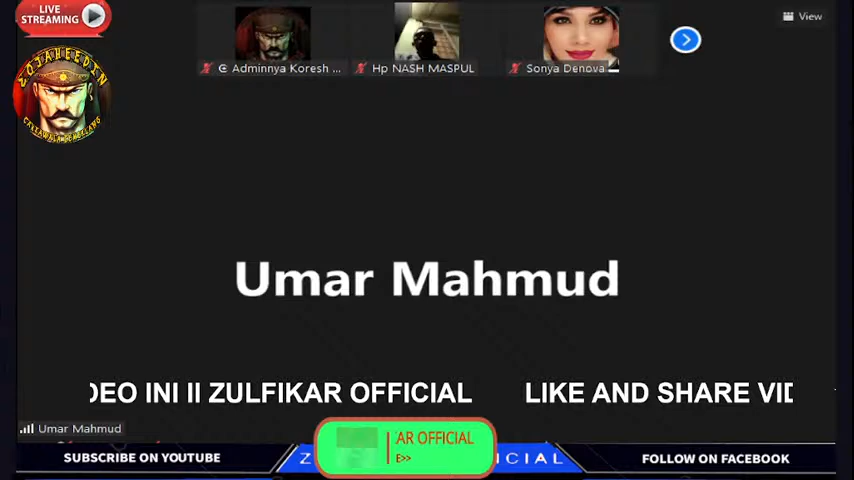 LIVE
STREAMING
View
Adminnya Koresh ...
Hp NASH MASPUL
Sonya Denova
Umar Mahmud
DEO INI II ZULFIKAR OFFICIAL
LIKE AND SHARE VID
Umar Mahmud
AR OFFICIAL
E>>
SUBSCRIBE ON YOUTUBE
Z
ICIAL
FOLLOW ON FACEBOOK